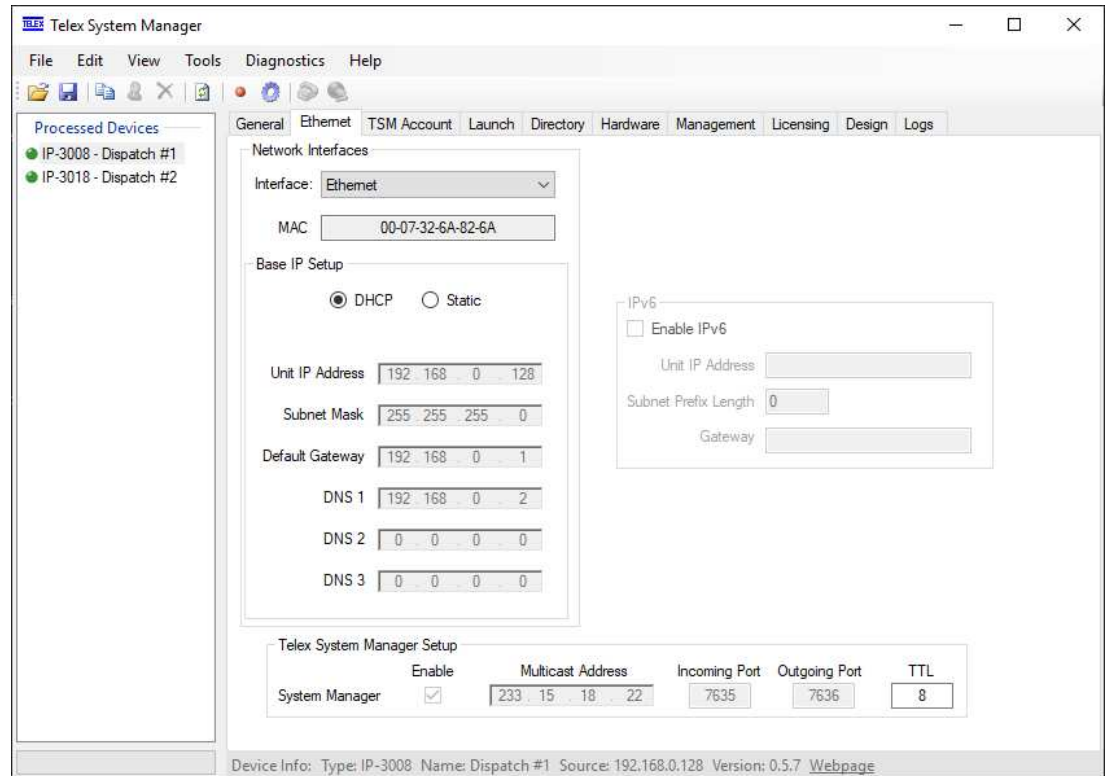 TELEX Telex System Manager
File Edit View Tools Diagnostics Help
Processed Devices
IP-3008 - Dispatch #1
IP-3018 - Dispatch #2
General Ethernet TSM Account Launch Directory Hardware Management Licensing Design Logs
Network Interfaces
Interface: Ethernet
MAC 00-07-32-6A-82-6A
Base IP Setup
DHCP Static
Unit IP Address 192 . 168 . 0 . 128
Subnet Mask 255 . 255 . 255 . 0
Default Gateway 192 . 168 . 0 . 1
DNS 1 192 . 168 . 0 . 2
DNS 2 0 . 0 . 0 . 0
DNS 3 0 . 0 . 0 . 0
IPv6
Enable IPv6
Unit IP Address
Subnet Prefix Length 0
Gateway
Telex System Manager Setup
Enable Multicast Address Incoming Port Outgoing Port TTL
System Manager 233 . 15 . 18 . 22 7635 7636 8
Device Info: Type: IP-3008 Name: Dispatch #1 Source: 192.168.0.128 Version: 0.5.7 Webpage